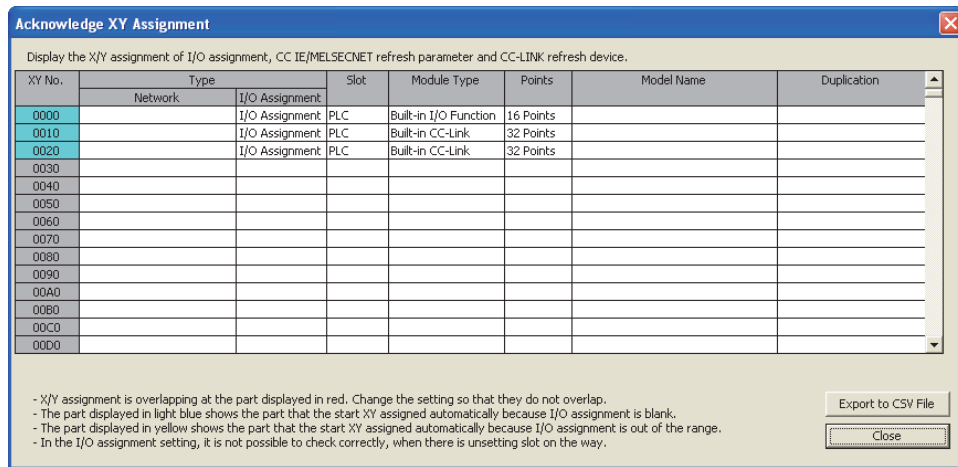 Acknowledge XY Assignment
Display the X/Y assignment of I/O assignment, CC IE/MELSECNET refresh parameter and CC-LINK refresh device.
XY No. Type Slot Module Type Points Model Name Duplication
Network I/O Assignment
0000 I/O Assignment PLC Built-in I/O Function 16 Points
0010 I/O Assignment PLC Built-in CC-Link 32 Points
0020 I/O Assignment PLC Built-in CC-Link 32 Points
0030
0040
0050
0060
0070
0080
0090
00A0
00B0
00C0
00D0
- X/Y assignment is overlapping at the part displayed in red. Change the setting so that they do not overlap.
- The part displayed in light blue shows the part that the start XY assigned automatically because I/O assignment is blank.
- The part displayed in yellow shows the part that the start XY assigned automatically because I/O assignment is out of the range.
- In the I/O assignment setting, it is not possible to check correctly, when there is unsetting slot on the way.
Export to CSV File
Close